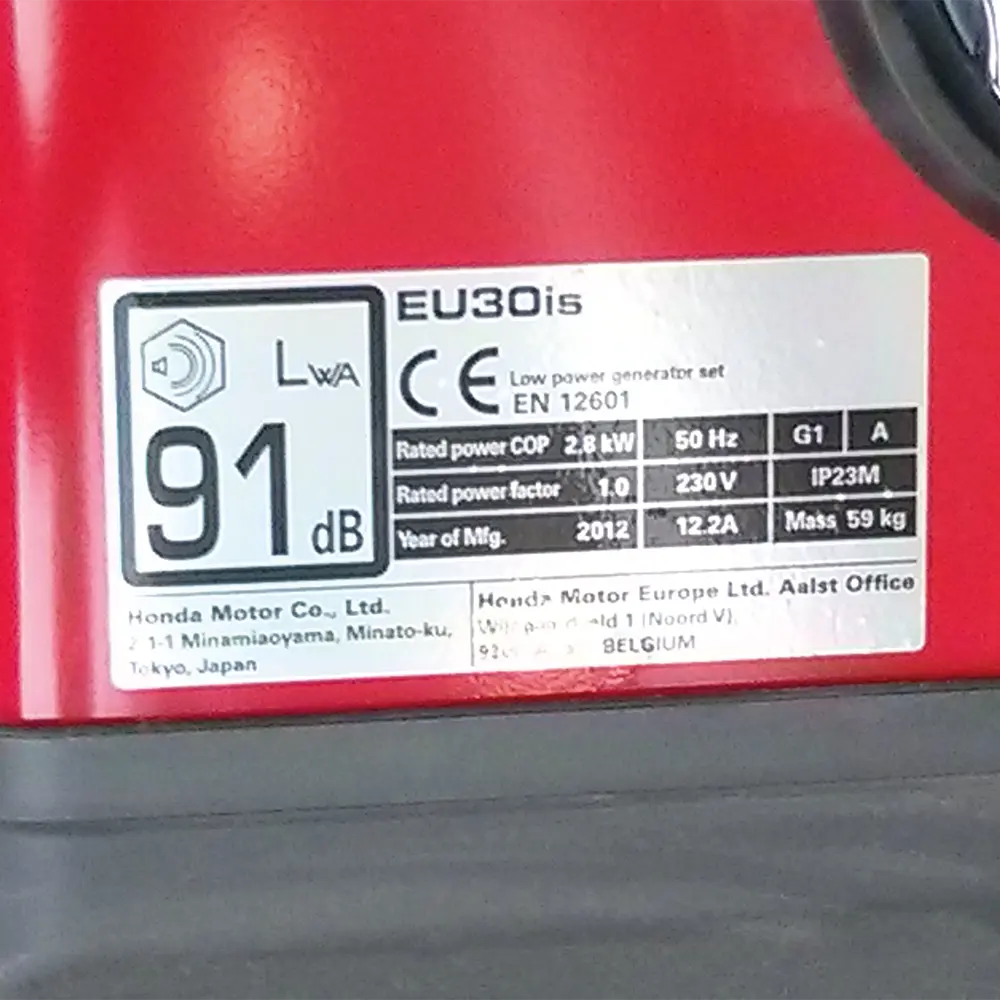 LWA
91 dB
EU30is
CE
Low power generator set
EN 12601
Rated power COP 2.8 kW 50 Hz G1 A
Rated power factor 1.0 230 V IP23M
Year of Mfg. 2012 12.2A Mass 59 kg
Honda Motor Co., Ltd.
1-1 Minamiaoyama, Minato-ku,
Tokyo, Japan
Honda Motor Europe Ltd. Aalst Office
1 (Noord V),
BELGIUM